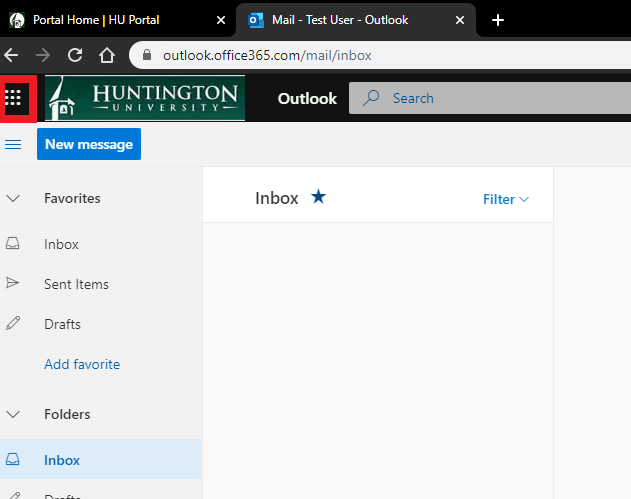 Portal Home | HU Portal
Mail - Test User - Outlook
outlook.office365.com/mail/inbox
HUNTINGTON
UNIVERSITY
Outlook
Search
New message
Favorites
Inbox
Filter
Inbox
Sent Items
Drafts
Add favorite
Folders
Inbox
Drafts